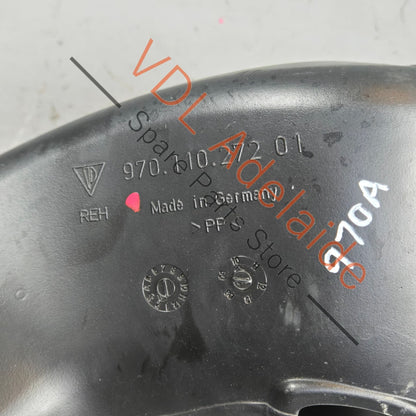 970.110.272 01
REH
Made in Germany
>PP<
970A
VDL Adelaide
Spare Parts Store